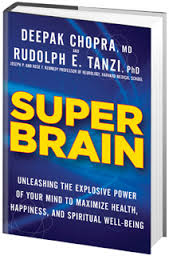 DEEPAK CHOPRA, MD
AND
RUDOLPH E. TANZI, PhD
JOSEPH P. AND ROSE F. KENNEDY PROFESSOR OF NEUROLOGY, HARVARD MEDICAL SCHOOL
SUPER
BRAIN
UNLEASHING THE EXPLOSIVE POWER
OF YOUR MIND TO MAXIMIZE HEALTH,
HAPPINESS, AND SPIRITUAL WELL-BEING